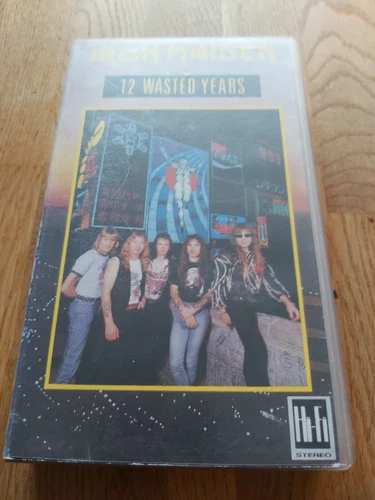 IRON MAIDEN
12 WASTED YEARS
Hi-Fi
STEREO